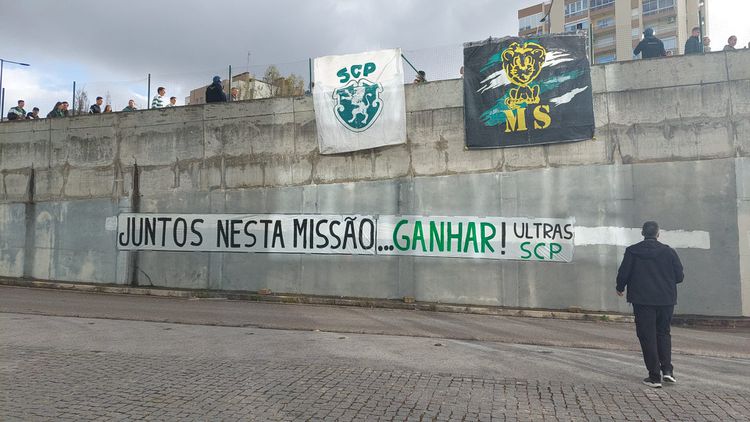 SCP
MS
JUNTOS NESTA MISSÃO...GANHAR! ULTRAS
SCP